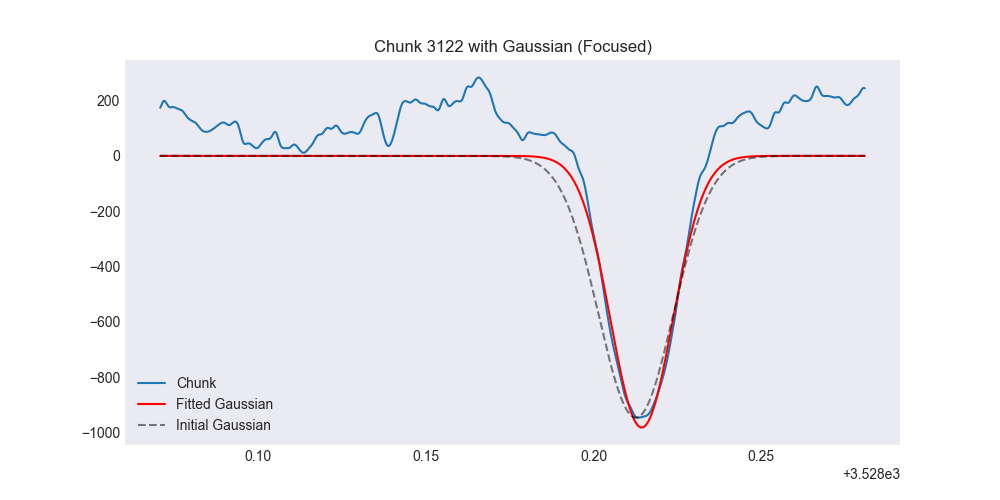 Chunk 3122 with Gaussian (Focused)
200
0
−200
−400
−600
−800
−1000
Chunk
Fitted Gaussian
Initial Gaussian
0.10 0.15 0.20 0.25
+3.528e3